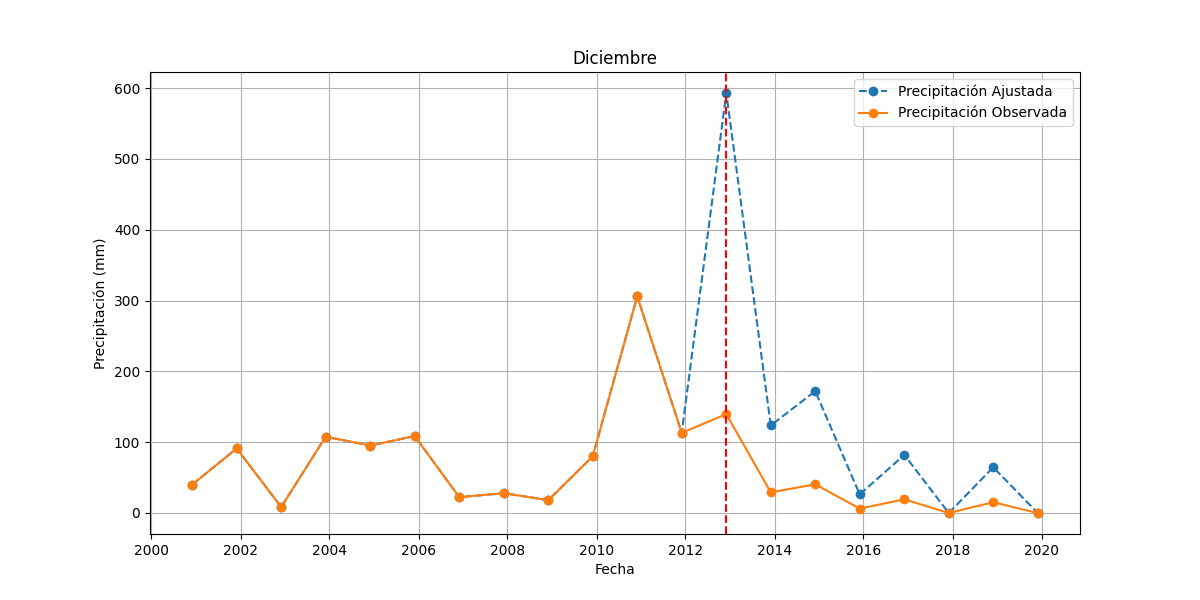 Diciembre
Precipitación Ajustada
Precipitación Observada
Precipitación (mm)
600
500
400
300
200
100
0
2000 2002 2004 2006 2008 2010 2012 2014 2016 2018 2020
Fecha